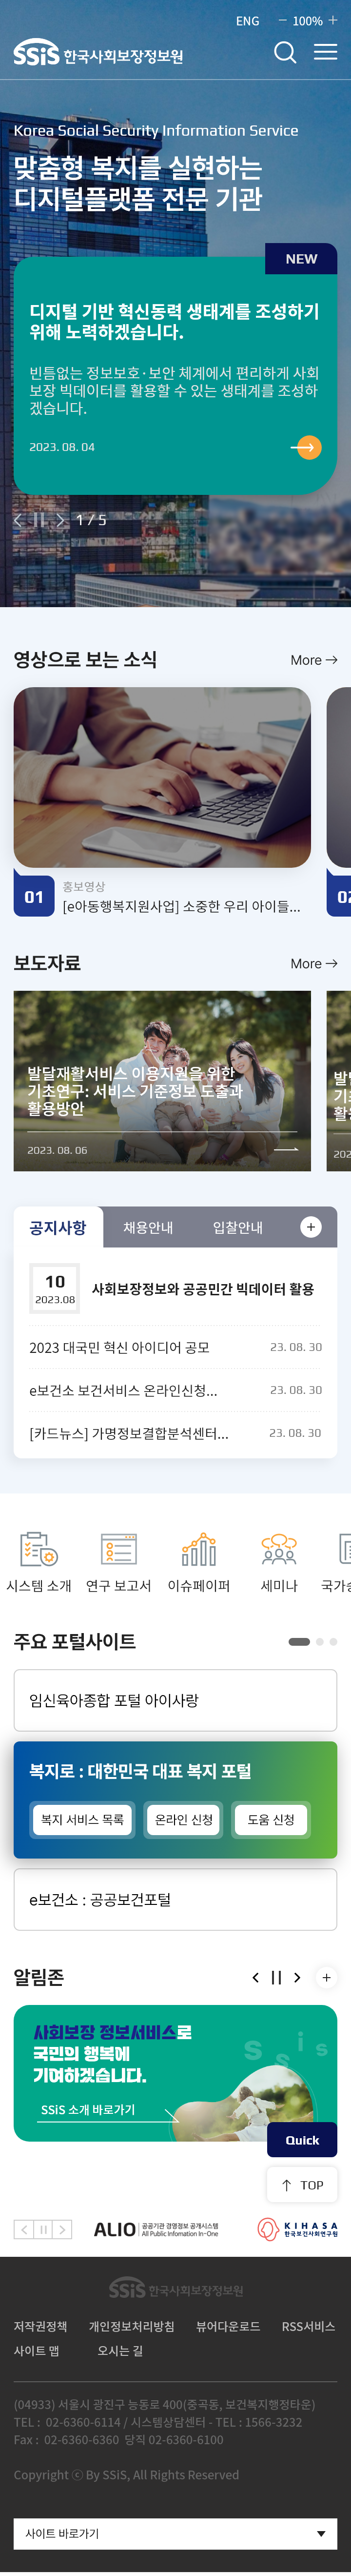 ENG
100%
SSiS 한국사회보장정보원
Korea Social Security Information Service
맞춤형 복지를 실현하는
디지털플랫폼 전문 기관
NEW
디지털 기반 혁신동력 생태계를 조성하기
위해 노력하겠습니다.
빈틈없는 정보보호·보안 체계에서 편리하게 사회
보장 빅데이터를 활용할 수 있는 생태계를 조성하
겠습니다.
2023. 08. 04
1 / 5
영상으로 보는 소식
More
01
홍보영상
[e아동행복지원사업] 소중한 우리 아이들...
보도자료
More
발달재활서비스 이용지원을 위한
기초연구: 서비스 기준정보 도출과
활용방안
2023. 08. 06
공지사항
채용안내
입찰안내
10
2023.08
사회보장정보와 공공민간 빅데이터 활용
2023 대국민 혁신 아이디어 공모
23. 08. 30
e보건소 보건서비스 온라인신청...
23. 08. 30
[카드뉴스] 가명정보결합분석센터...
23. 08. 30
시스템 소개
연구 보고서
이슈페이퍼
세미나
주요 포털사이트
임신육아종합 포털 아이사랑
복지로 : 대한민국 대표 복지 포털
복지 서비스 목록
온라인 신청
도움 신청
e보건소 : 공공보건포털
알림존
사회보장 정보서비스로
국민의 행복에
기여하겠습니다.
SSiS 소개 바로가기
s s i s
Quick
TOP
ALIO 공공기관 경영정보 공개시스템
All Public Information In-One
KIHASA
한국보건사회연구원
SSiS 한국사회보장정보원
저작권정책
개인정보처리방침
뷰어다운로드
RSS서비스
사이트 맵
오시는 길
(04933) 서울시 광진구 능동로 400(중곡동, 보건복지행정타운)
TEL : 02-6360-6114 / 시스템상담센터 - TEL : 1566-3232
Fax : 02-6360-6360 당직 02-6360-6100
Copyright ⓒ By SSiS, All Rights Reserved
사이트 바로가기